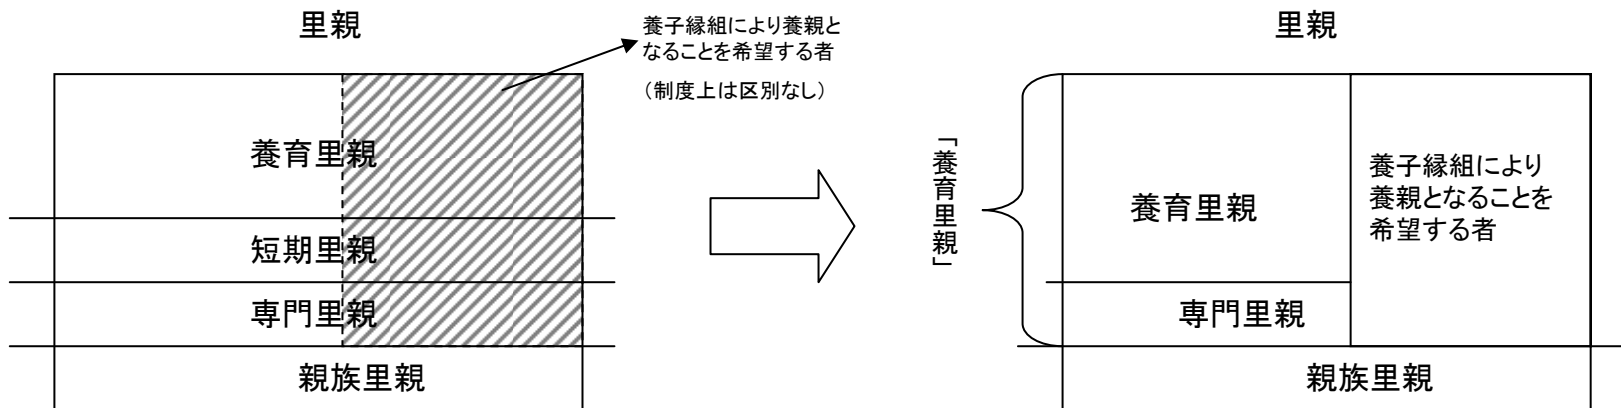 里親
養子縁組により養親と
なることを希望する者
（制度上は区別なし）
養育里親
短期里親
専門里親
親族里親
里親
「養育里親」
養育里親
専門里親
養子縁組により
養親となることを
希望する者
親族里親